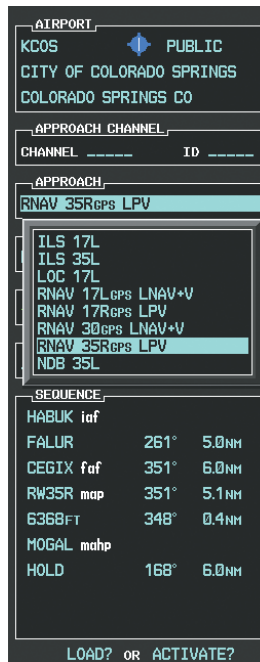 AIRPORT
KCOS PUBLIC
CITY OF COLORADO SPRINGS
COLORADO SPRINGS CO
APPROACH CHANNEL
CHANNEL _____ ID _____
APPROACH
RNAV 35RGPS LPV
ILS 17L
ILS 35L
LOC 17L
RNAV 17LGPS LNAV+V
RNAV 17RGPS LPV
RNAV 30GPS LNAV+V
RNAV 35RGPS LPV
NDB 35L
SEQUENCE
HABUK iaf
FALUR 261° 5.0NM
CEGIX faf 351° 6.0NM
RW35R map 351° 5.1NM
6368FT 348° 0.4NM
MOGAL mahp
HOLD 168° 6.0NM
LOAD? OR ACTIVATE?